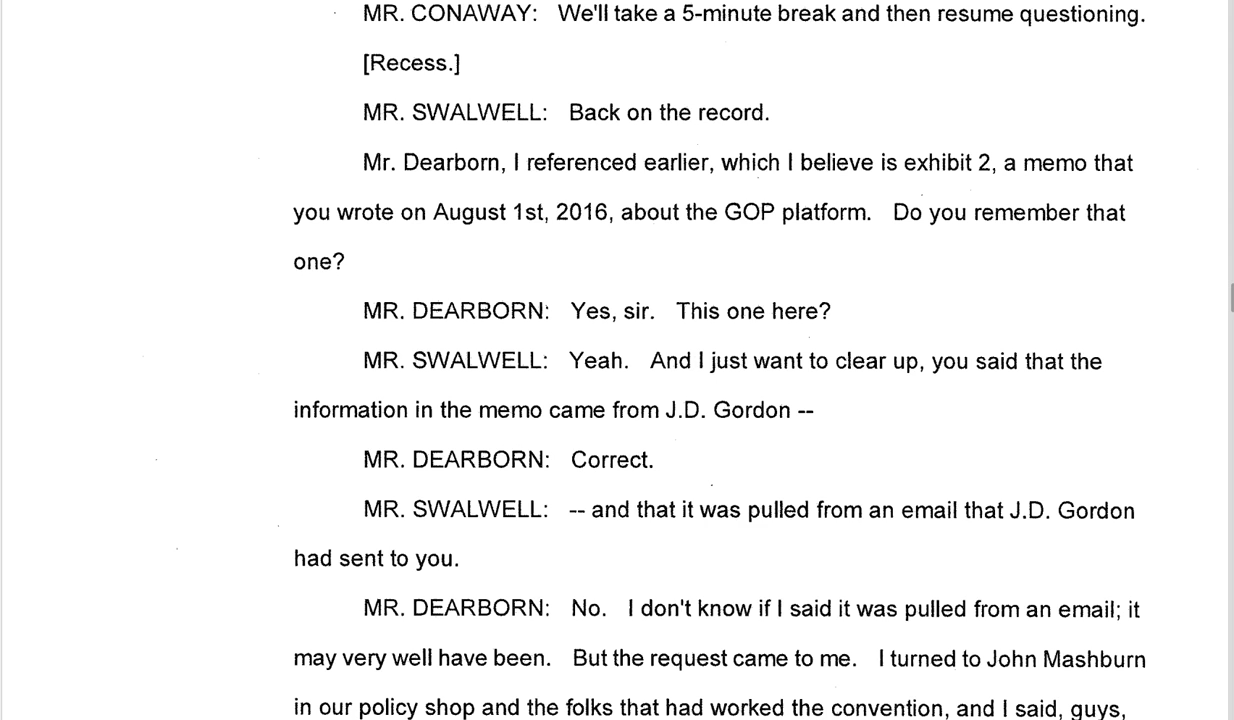 MR. CONAWAY: We'll take a 5-minute break and then resume questioning.
[Recess.]
MR. SWALWELL: Back on the record.
Mr. Dearborn, I referenced earlier, which I believe is exhibit 2, a memo that
you wrote on August 1st, 2016, about the GOP platform. Do you remember that
one?
MR. DEARBORN: Yes, sir. This one here?
MR. SWALWELL: Yeah. And I just want to clear up, you said that the
information in the memo came from J.D. Gordon --
MR. DEARBORN: Correct.
MR. SWALWELL: -- and that it was pulled from an email that J.D. Gordon
had sent to you.
MR. DEARBORN: No. I don't know if I said it was pulled from an email; it
may very well have been. But the request came to me. I turned to John Mashburn
in our policy shop and the folks that had worked the convention, and I said, guys,